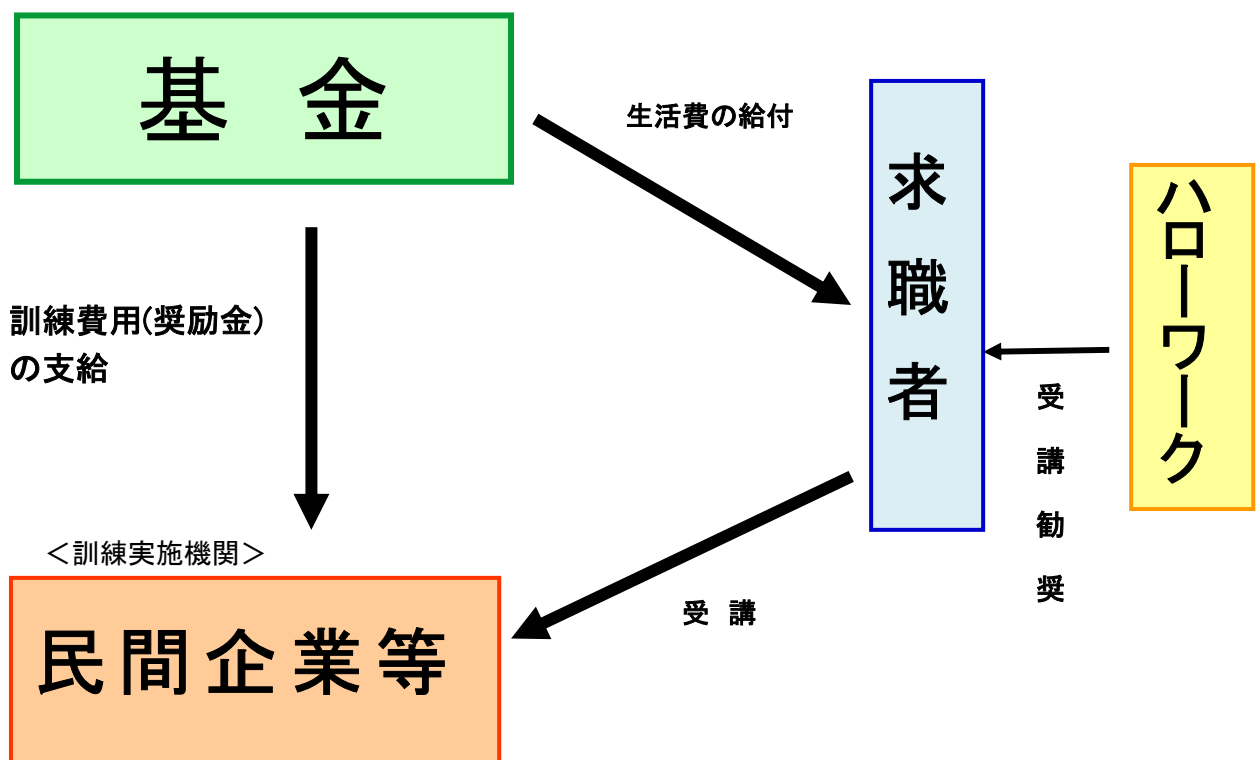 基 金
生活費の給付
求職者
ハローワーク
訓練費用(奨励金)
の支給
受講勧奨
＜訓練実施機関＞
受 講
民間企業等